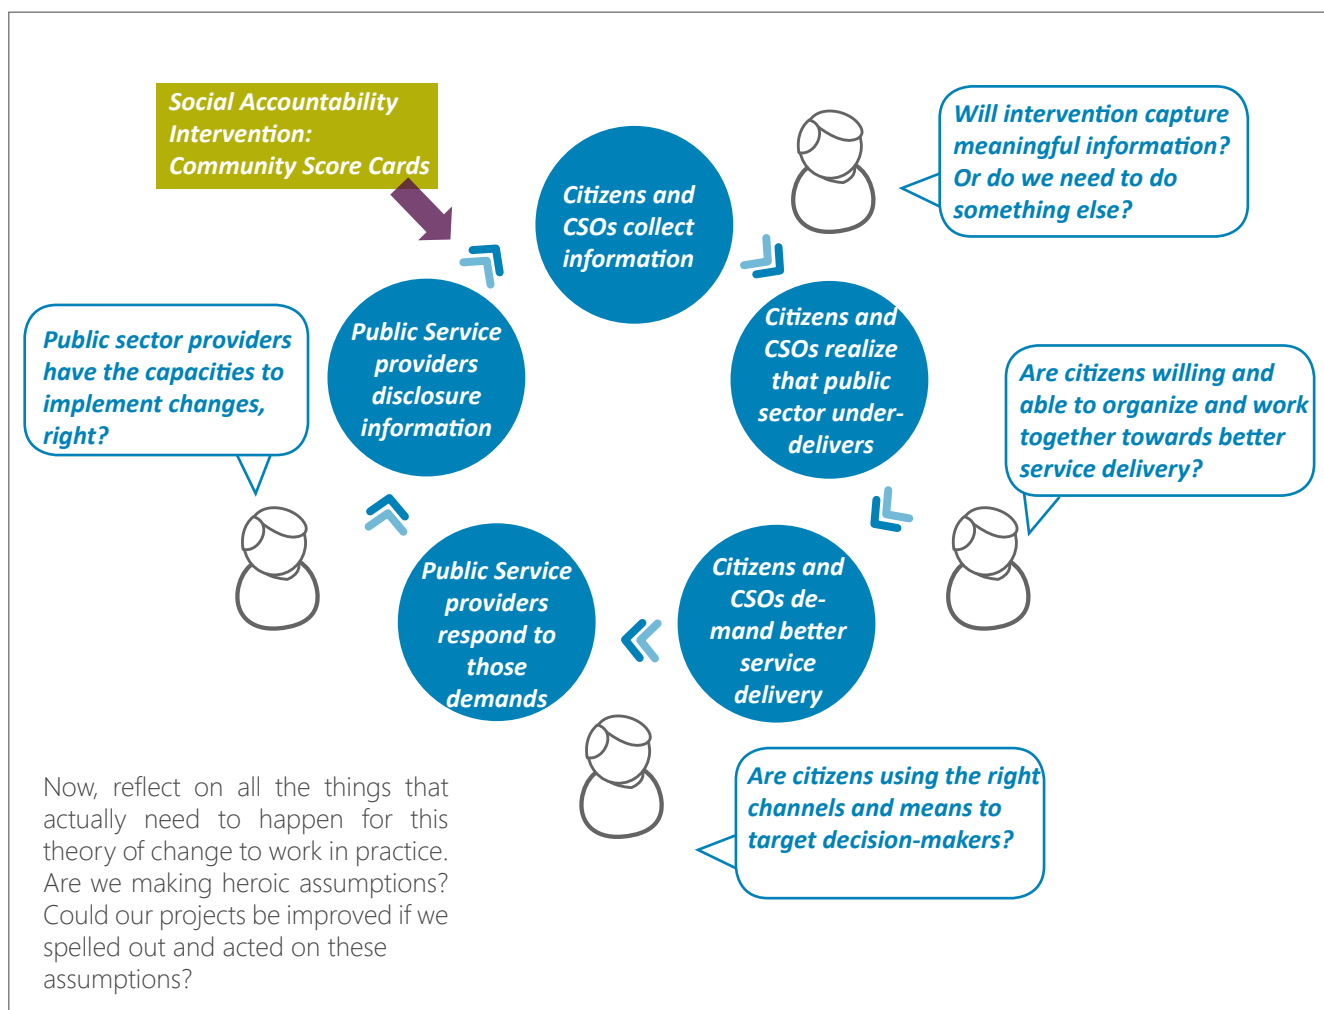 Social Accountability
Intervention:
Community Score Cards
Citizens and
CSOs collect
information
Will intervention capture
meaningful information?
Or do we need to do
something else?
Citizens and
CSOs realize
that public
sector under-
delivers
Are citizens willing and
able to organize and work
together towards better
service delivery?
Citizens and
CSOs de-
mand better
service
delivery
Are citizens using the right
channels and means to
target decision-makers?
Public Service
providers
respond to
those
demands
Public sector providers
have the capacities to
implement changes,
right?
Public Service
providers
disclosure
information
Now, reflect on all the things that
actually need to happen for this
theory of change to work in practice.
Are we making heroic assumptions?
Could our projects be improved if we
spelled out and acted on these
assumptions?